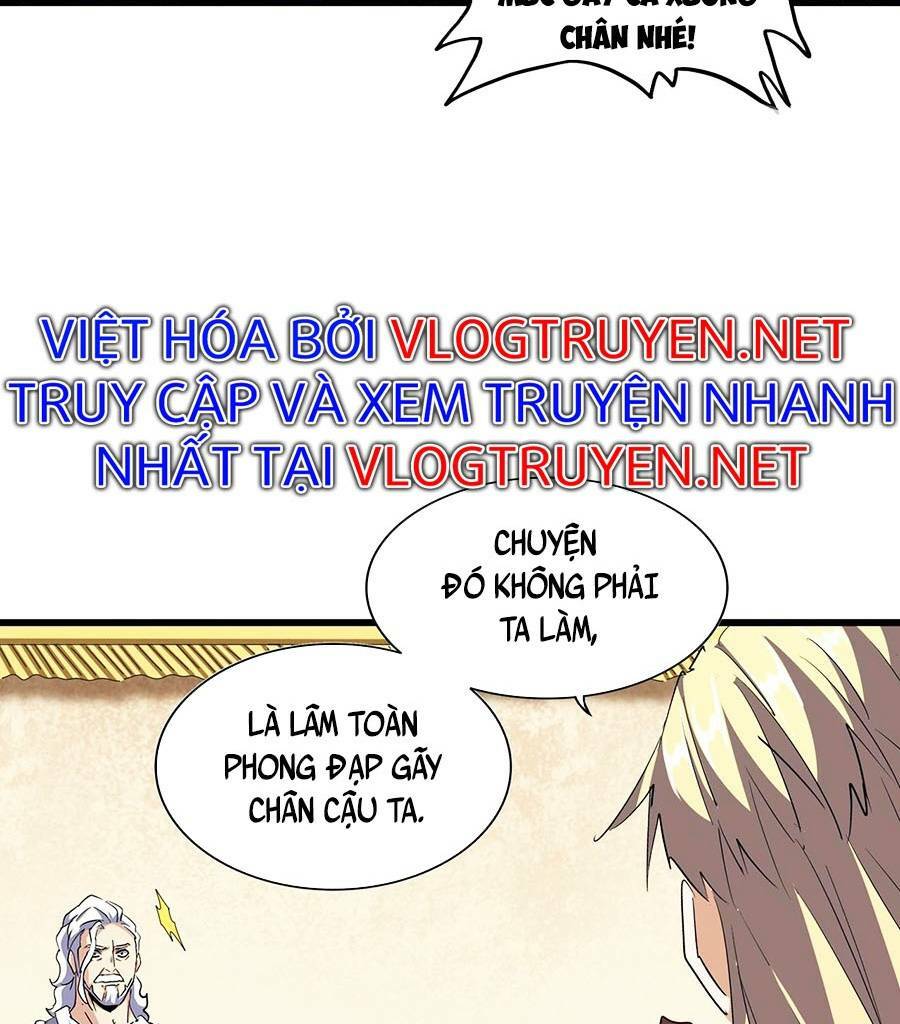 CHÂN NHÉ!
VIỆT HÓA BỞI VLOGTRUYEN.NET
TRUY CẬP VÀ XEM TRUYỆN NHANH
NHẤT TẠI VLOGTRUYEN.NET
CHUYỆN
ĐÓ KHÔNG PHẢI
TA LÀM,
LÀ LÂM TOÀN
PHONG ĐẠP GÃY
CHÂN CẬU TA.